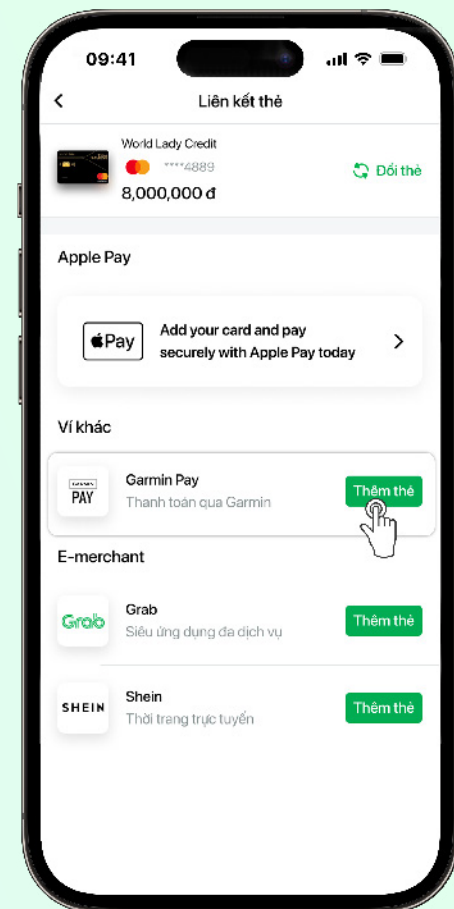 09:41
Liên kết thẻ
World Lady Credit
****4889
8,000,000 đ
Đổi thẻ
Apple Pay
Pay
Add your card and pay
securely with Apple Pay today
Ví khác
GARMIN
PAY
Garmin Pay
Thanh toán qua Garmin
Thêm thẻ
E-merchant
Grab
Grab
Siêu ứng dụng đa dịch vụ
Thêm thẻ
SHEIN
Shein
Thời trang trực tuyến
Thêm thẻ